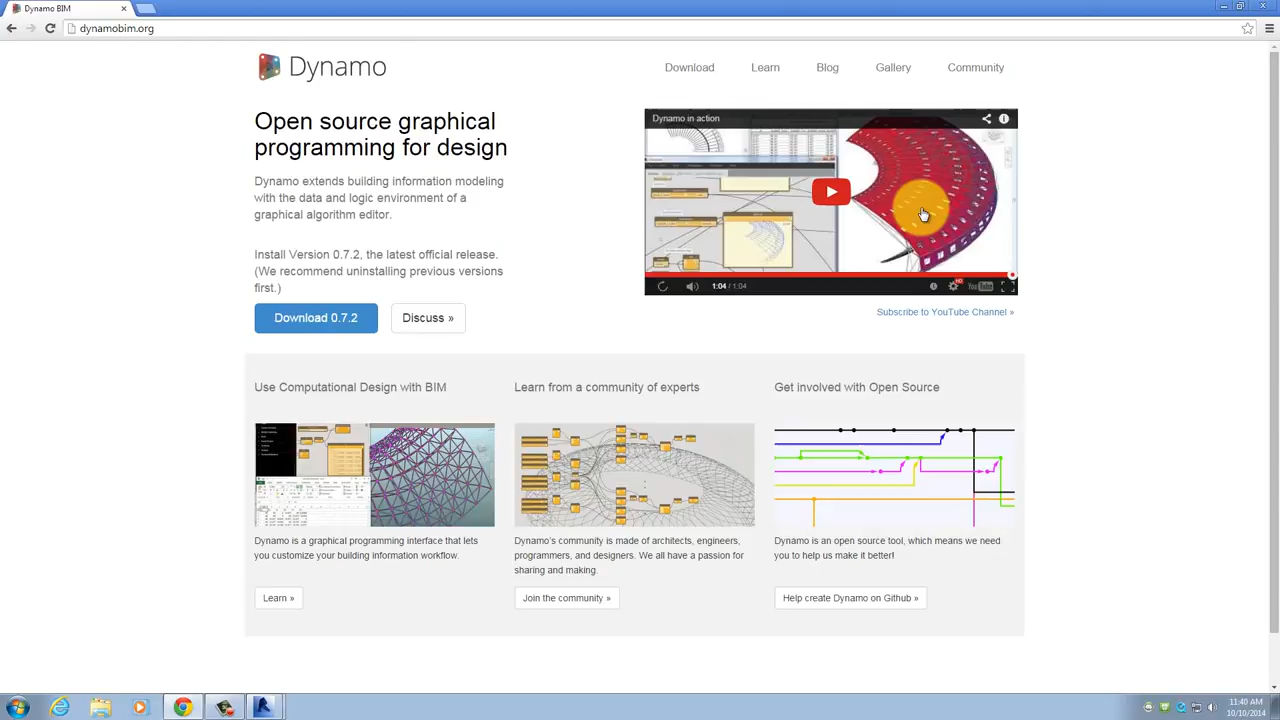 Dynamo BIM
dynamobim.org
Dynamo
Download
Learn
Blog
Gallery
Community
Open source graphical
programming for design
Dynamo extends building information modeling
with the data and logic environment of a
graphical algorithm editor.
Install Version 0.7.2, the latest official release.
(We recommend uninstalling previous versions
first.)
Download 0.7.2
Discuss »
Dynamo in action
1:04 / 1:04
HD
YouTube
Subscribe to YouTube Channel »
Use Computational Design with BIM
Learn from a community of experts
Get involved with Open Source
Dynamo is a graphical programming interface that lets
you customize your building information workflow.
Learn »
Dynamo's community is made of architects, engineers,
programmers, and designers. We all have a passion for
sharing and making.
Join the community »
Dynamo is an open source tool, which means we need
you to help us make it better!
Help create Dynamo on Github »
11:40 AM
10/10/2014